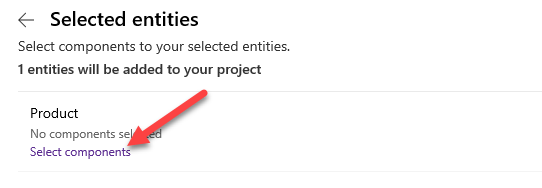 Selected entities
Select components to your selected entities.
1 entities will be added to your project
Product
No components selected
Select components